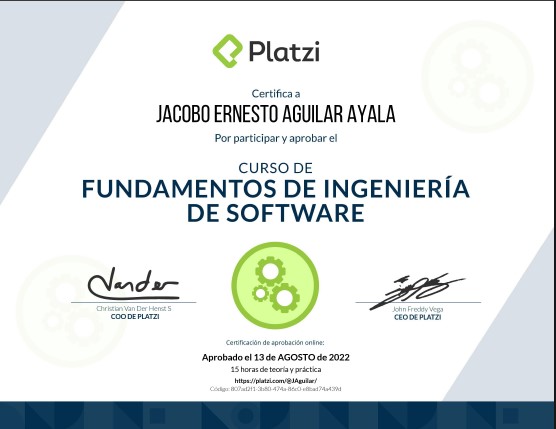 Platzi
Certifica a
JACOBO ERNESTO AGUILAR AYALA
Por participar y aprobar el
CURSO DE
FUNDAMENTOS DE INGENIERÍA
DE SOFTWARE
Christian Van Der Henst S
COO DE PLATZI
John Freddy Vega
CEO DE PLATZI
Certificación de aprobación online:
Aprobado el 13 de AGOSTO de 2022
15 horas de teoría y práctica
https://platzi.com/@JAguilar/
Código: